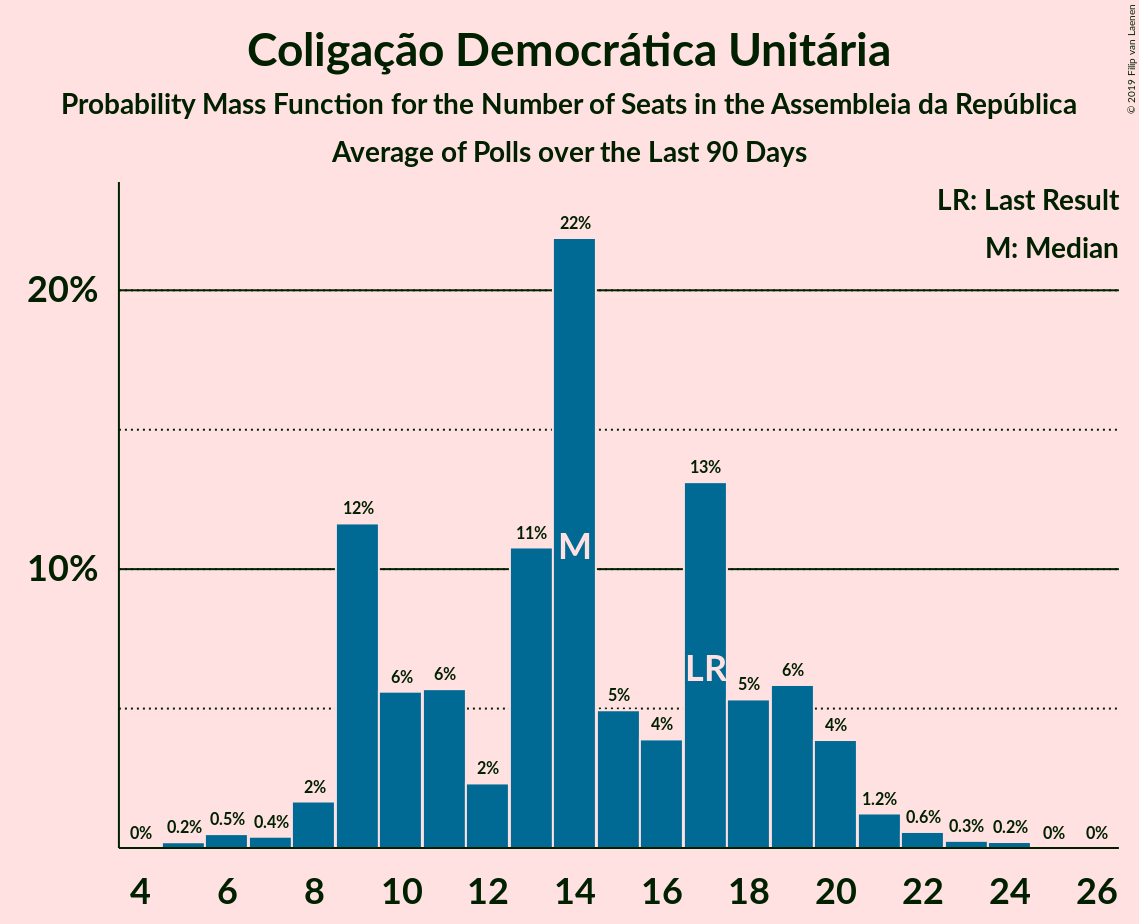 Coligação Democrática Unitária
Probability Mass Function for the Number of Seats in the Assembleia da República
Average of Polls over the Last 90 Days
© 2019 Filip van Laenen
LR: Last Result
M: Median
20%
10%
0%
0.2%
0.5%
0.4%
2%
12%
6%
6%
2%
11%
22%
5%
4%
13%
5%
6%
4%
1.2%
0.6%
0.3%
0.2%
0%
0%
M
LR
4 6 8 10 12 14 16 18 20 22 24 26